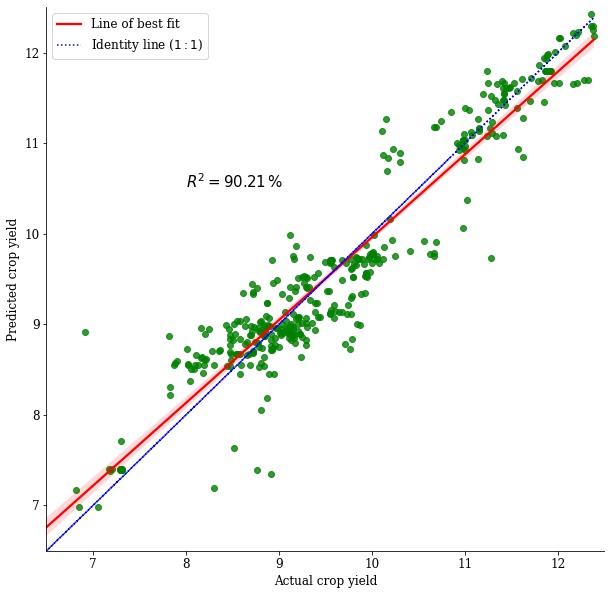 Line of best fit
Identity line (1 : 1)
R² = 90.21 %
Predicted crop yield
12
11
10
9
8
7
7 8 9 10 11 12
Actual crop yield